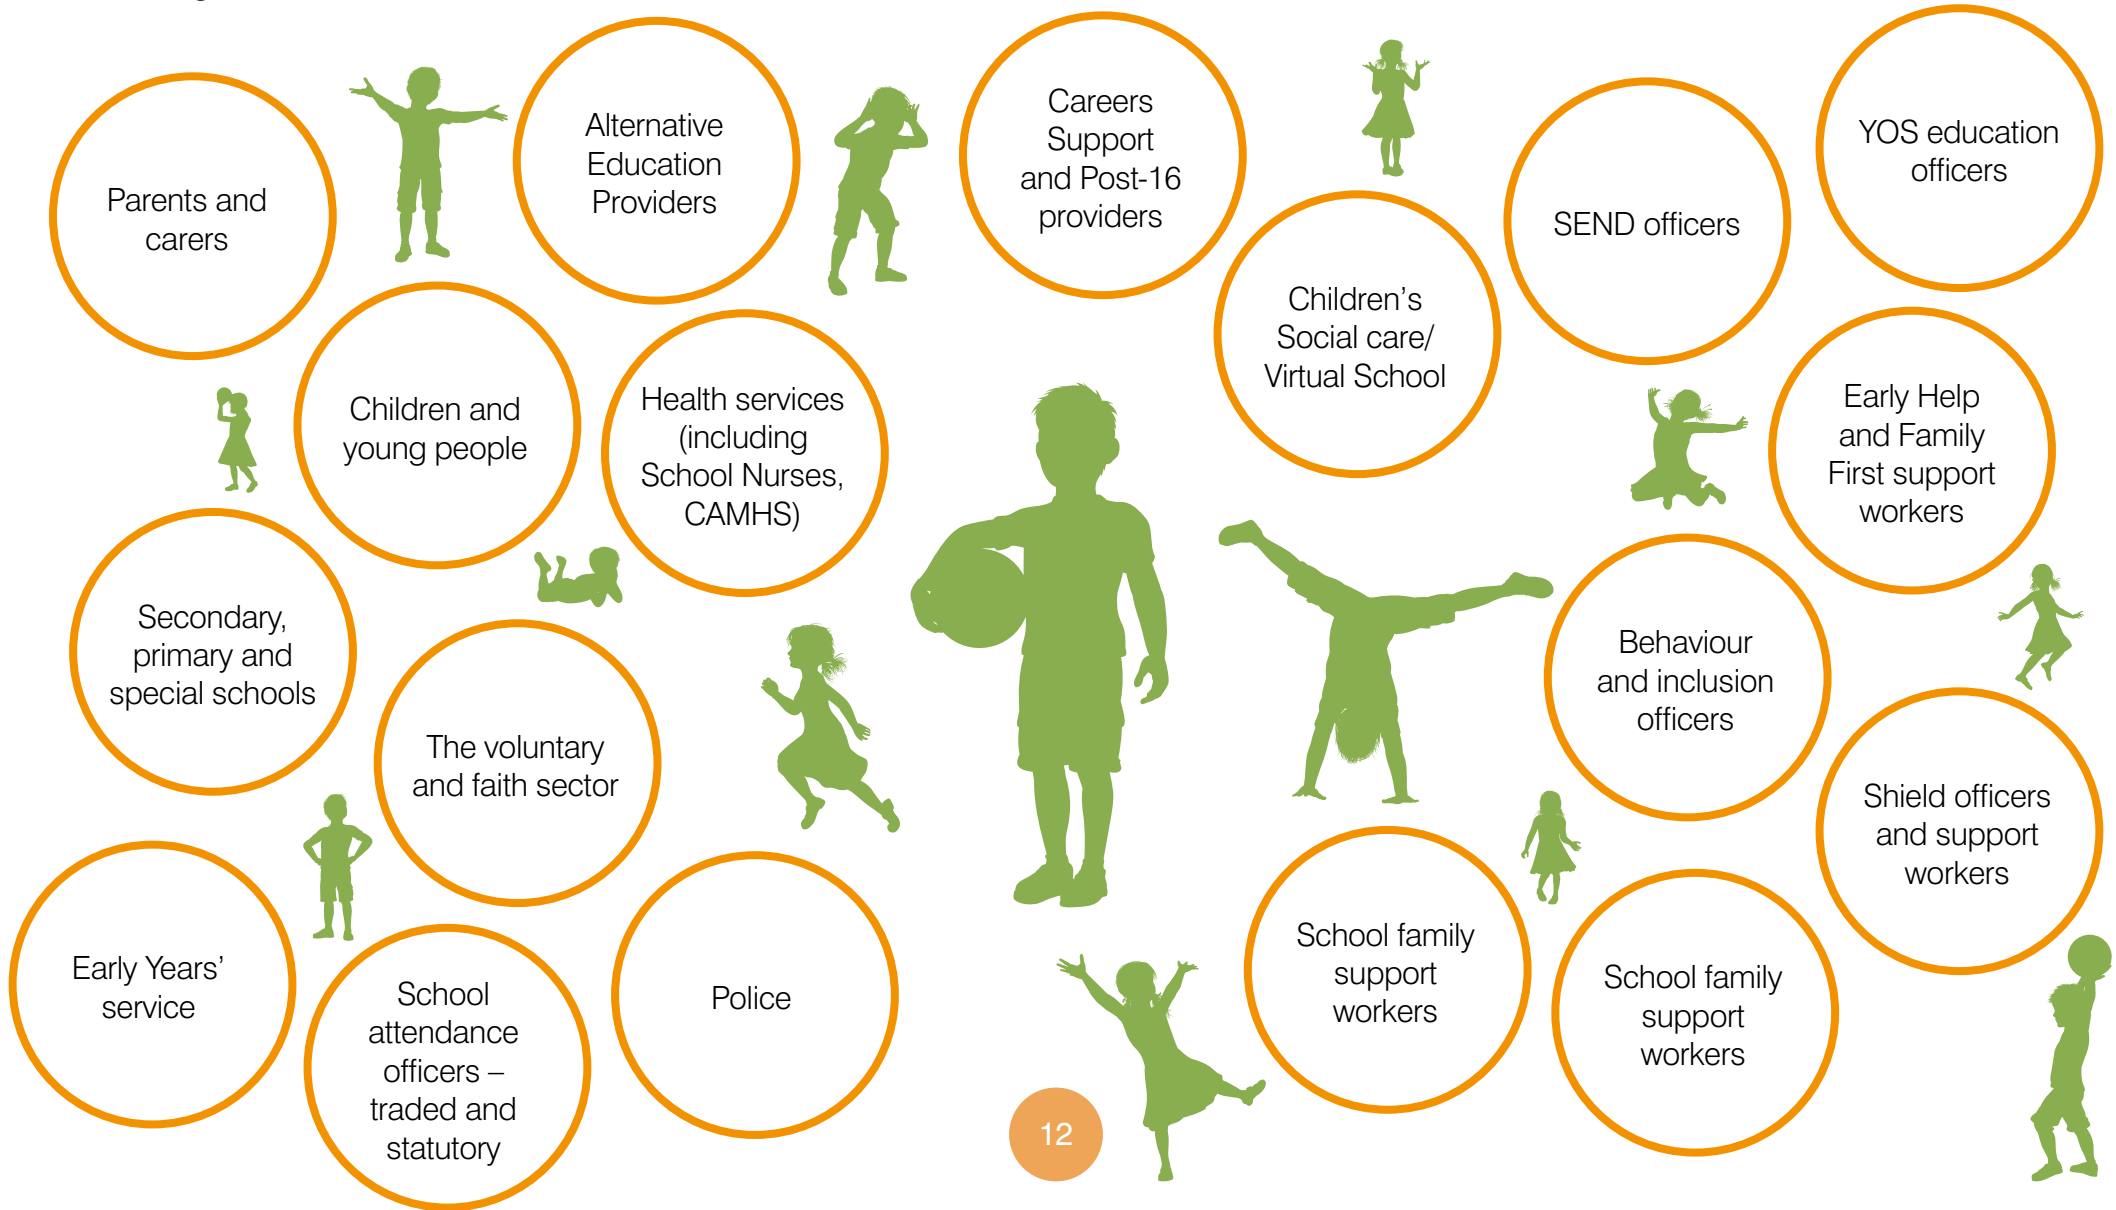 Parents and
carers
Alternative
Education
Providers
Careers
Support
and Post-16
providers
YOS education
officers
SEND officers
Children’s
Social care/
Virtual School
Children and
young people
Health services
(including
School Nurses,
CAMHS)
Early Help
and Family
First support
workers
Secondary,
primary and
special schools
The voluntary
and faith sector
Behaviour
and inclusion
officers
Shield officers
and support
workers
Early Years’
service
School
attendance
officers –
traded and
statutory
Police
School family
support
workers
School family
support
workers
12